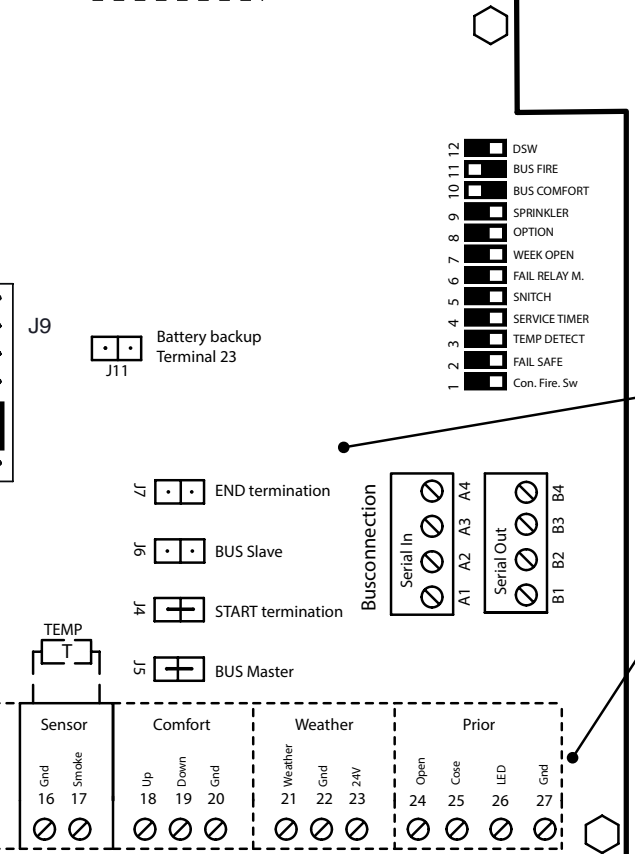 12 DSW
11 BUS FIRE
10 BUS COMFORT
9 SPRINKLER
8 OPTION
7 WEEK OPEN
6 FAIL RELAY M.
5 SNITCH
4 SERVICE TIMER
3 TEMP DETECT
2 FAIL SAFE
1 Con. Fire. Sw
J9
Battery backup
Terminal 23
J11
J7 END termination
J6 BUS Slave
J4 START termination
J5 BUS Master
Busconnection
Serial In
A4
A3
A2
A1
Serial Out
B4
B3
B2
B1
TEMP
T
Sensor Comfort Weather Prior
Gnd Smoke Up Down Gnd Weather Gnd 24V Open Cose LED Gnd
16 17 18 19 20 21 22 23 24 25 26 27